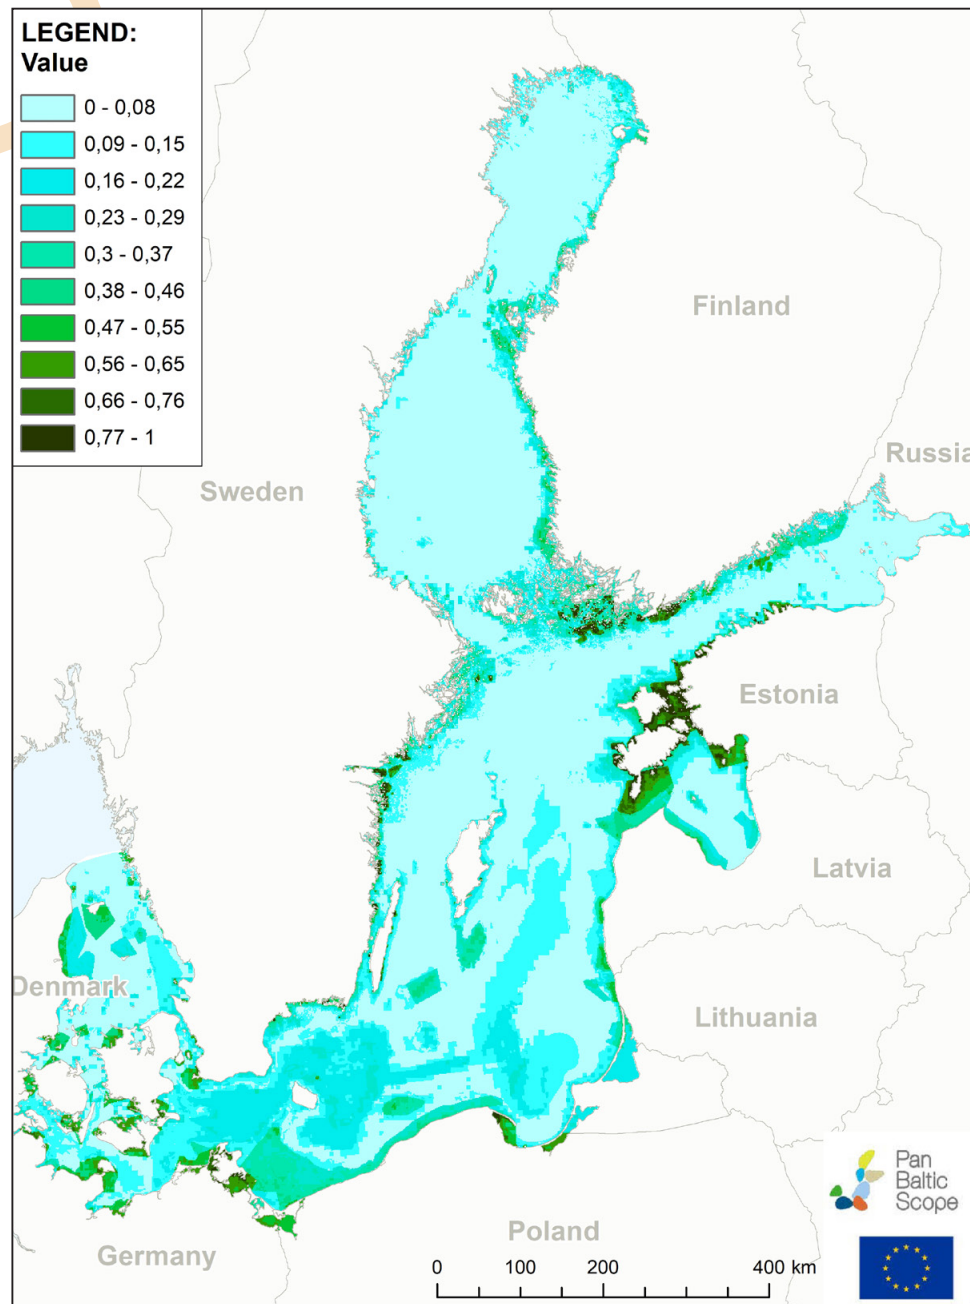 LEGEND:
Value
0 - 0,08
0,09 - 0,15
0,16 - 0,22
0,23 - 0,29
0,3 - 0,37
0,38 - 0,46
0,47 - 0,55
0,56 - 0,65
0,66 - 0,76
0,77 - 1
Finland
Russia
Sweden
Estonia
Latvia
Denmark
Lithuania
Pan
Baltic
Scope
Poland
Germany
0 100 200 400 km